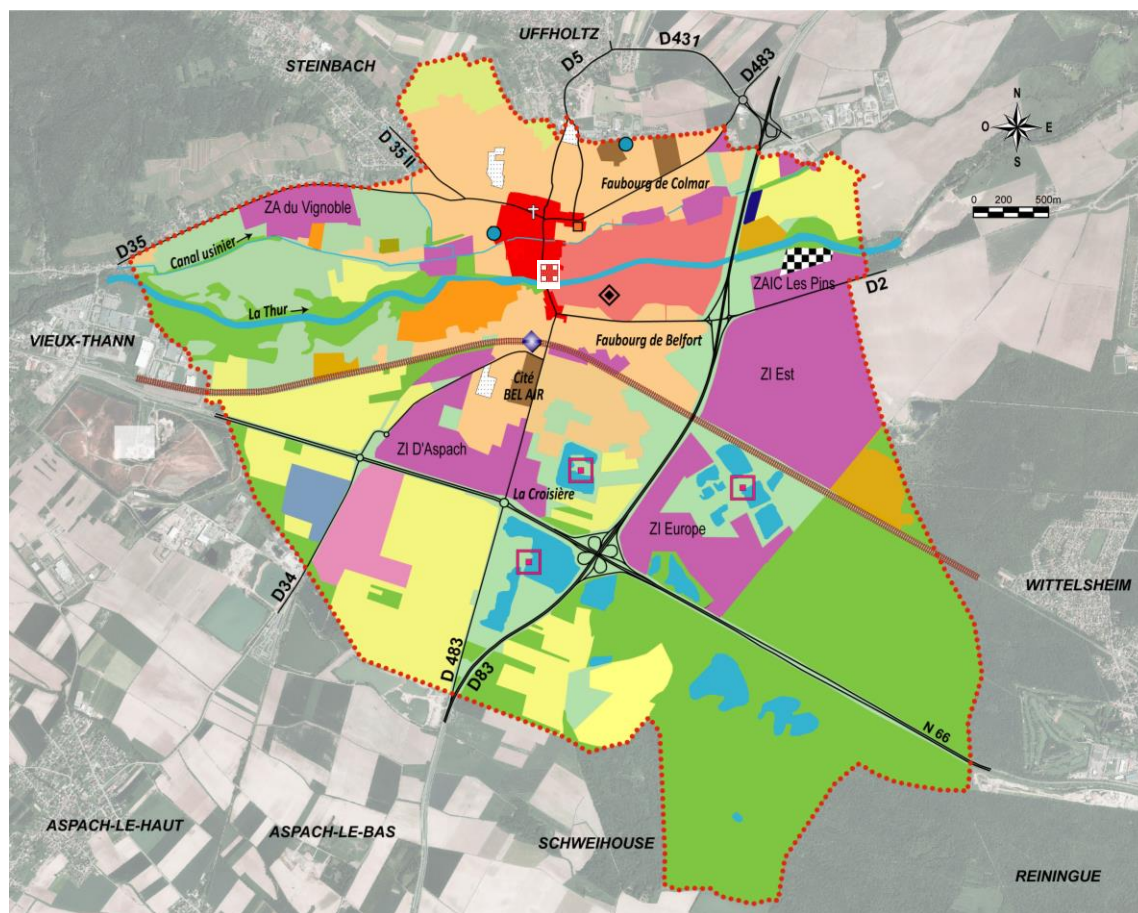 UFFHOLTZ
D431
D5
D483
STEINBACH
N
O
E
S
D 35 II
Faubourg de Colmar
ZA du Vignoble
0 200 500m
D35
Canal usinier
ZAIC Les Pins
D2
La Thur
VIEUX-THANN
Faubourg de Belfort
ZI Est
Cité
BEL AIR
ZI D'Aspach
La Croisière
ZI Europe
D34
WITTELSHEIM
D 483
D83
N 66
ASPACH-LE-HAUT
ASPACH-LE-BAS
SCHWEIHOUSE
REININGUE